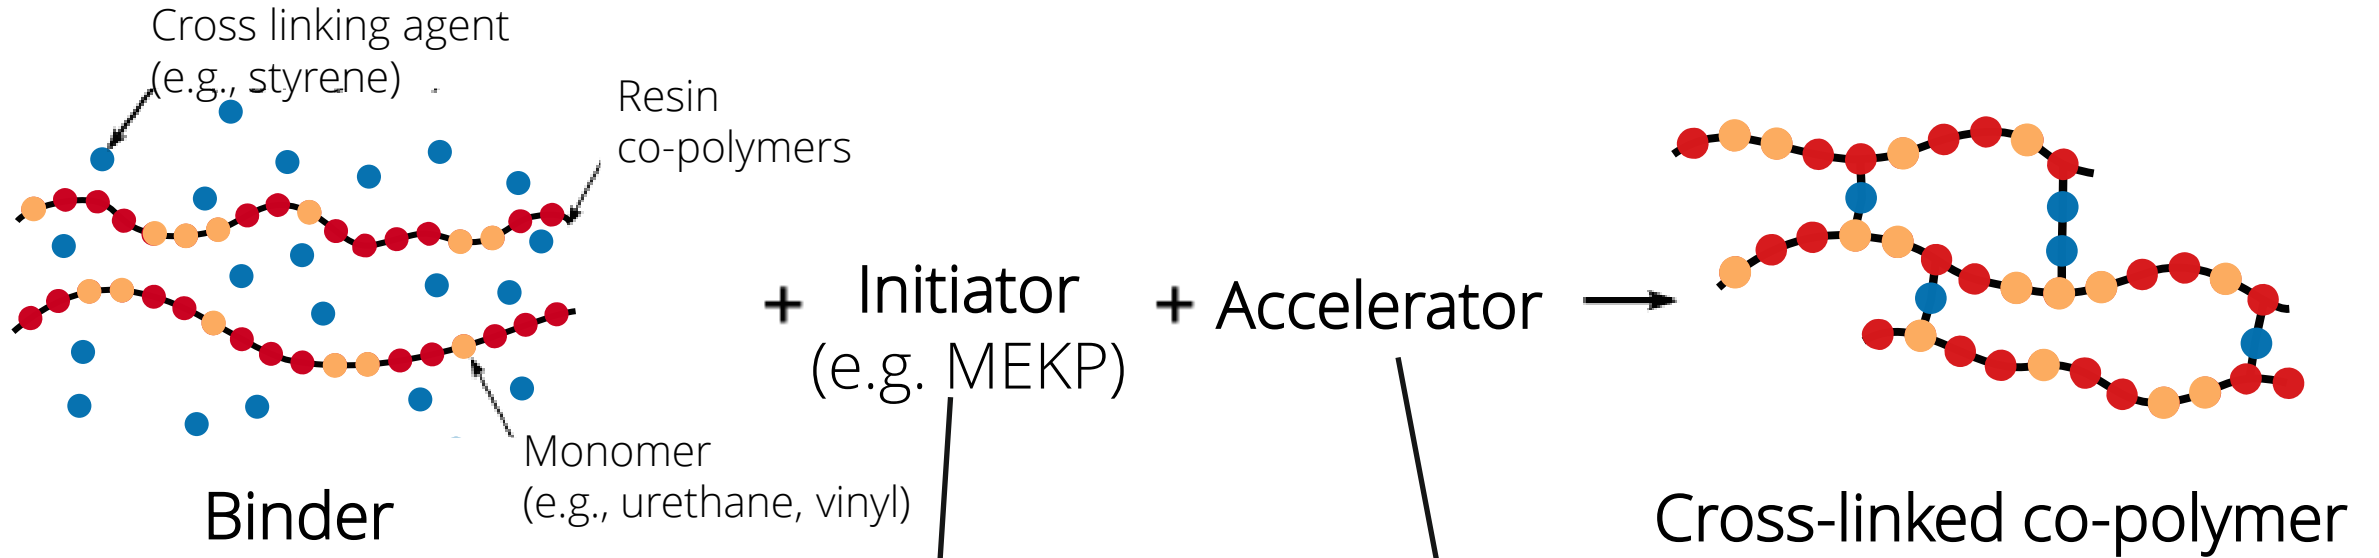 Cross linking agent
(e.g., styrene)
Resin
co-polymers
+ Initiator + Accelerator
(e.g. MEKP)
Monomer
(e.g., urethane, vinyl)
Binder
Cross-linked co-polymer